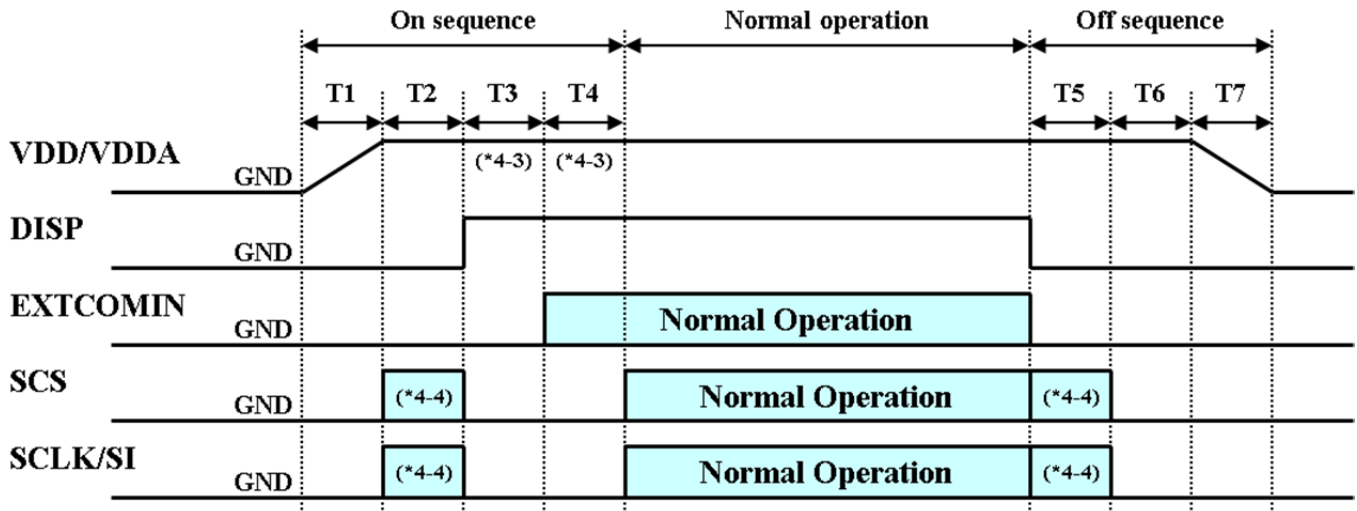 On sequence Normal operation Off sequence
T1 T2 T3 T4 T5 T6 T7
VDD/VDDA GND (*4-3) (*4-3)
DISP GND
EXTCOMIN GND Normal Operation
SCS GND (*4-4) Normal Operation (*4-4)
SCLK/SI GND (*4-4) Normal Operation (*4-4)